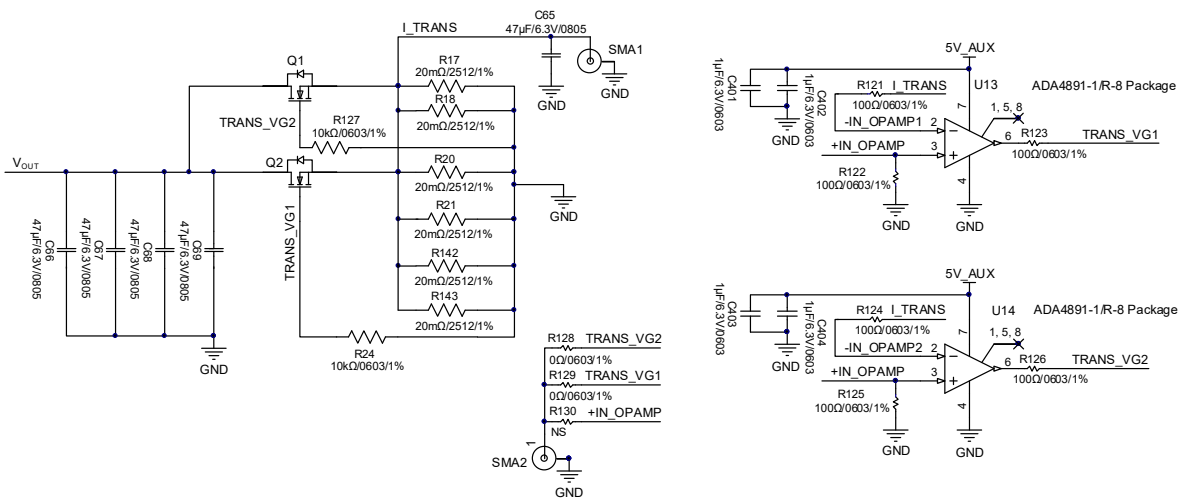 I_TRANS
C65
47µF/6.3V/0805
SMA1
GND
GND
Q1
R17
20mΩ/2512/1%
R18
20mΩ/2512/1%
TRANS_VG2
R127
10kΩ/0603/1%
V_OUT
Q2
R20
20mΩ/2512/1%
GND
TRANS_VG1
R21
20mΩ/2512/1%
R142
20mΩ/2512/1%
R143
20mΩ/2512/1%
C66
47µF/6.3V/0805
C67
47µF/6.3V/0805
C68
47µF/6.3V/0805
C69
47µF/6.3V/0805
GND
R24
10kΩ/0603/1%
R128
TRANS_VG2
0Ω/0603/1%
R129
TRANS_VG1
0Ω/0603/1%
R130
+IN_OPAMP
NS
1
SMA2
GND
5V_AUX
C401
1µF/6.3V/0603
C402
1µF/6.3V/0603
GND
R121
I_TRANS
100Ω/0603/1%
U13
ADA4891-1/R-8 Package
7
1, 5, 8
-IN_OPAMP1
2
+IN_OPAMP
3
6
R123
TRANS_VG1
100Ω/0603/1%
R122
100Ω/0603/1%
4
GND
GND
5V_AUX
C403
1µF/6.3V/0603
C404
1µF/6.3V/0603
GND
R124
I_TRANS
100Ω/0603/1%
U14
ADA4891-1/R-8 Package
7
1, 5, 8
-IN_OPAMP2
2
+IN_OPAMP
3
6
R126
TRANS_VG2
100Ω/0603/1%
R125
100Ω/0603/1%
4
GND
GND